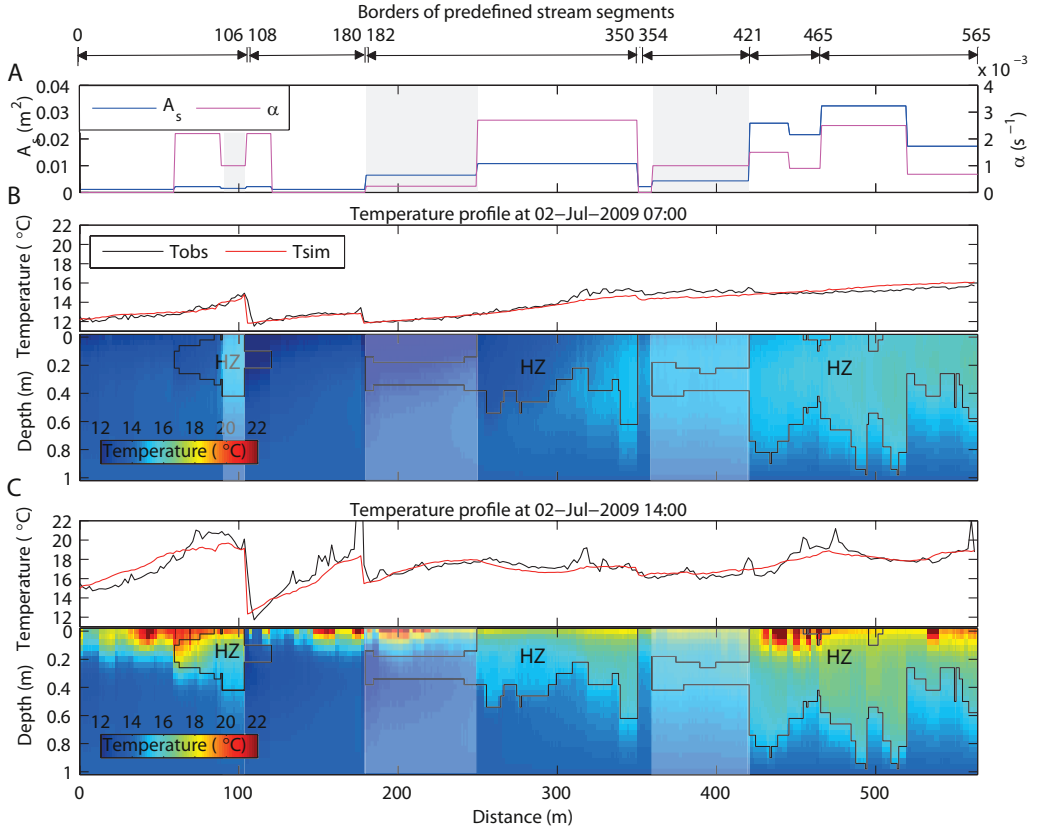 Borders of predefined stream segments
0 106 108 180 182 350 354 421 465 565
A
x 10⁻³
0.04 4
0.03 3
0.02 2
0.01 1
0 0
A_s (m²)
α (s⁻¹)
A_s α
B
Temperature profile at 02-Jul-2009 07:00
22
20
18
16
14
12
Temperature ( °C)
Tobs Tsim
0
0.2
0.4
0.6
0.8
1
Depth (m)
HZ HZ HZ
12 14 16 18 20 22
Temperature ( °C)
C
Temperature profile at 02-Jul-2009 14:00
22
20
18
16
14
12
Temperature ( °C)
0
0.2
0.4
0.6
0.8
1
Depth (m)
HZ HZ HZ
12 14 16 18 20 22
Temperature ( °C)
0 100 200 300 400 500
Distance (m)